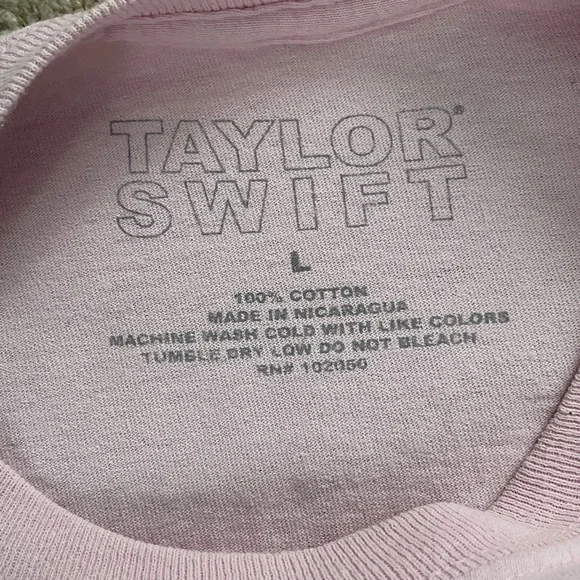 TAYLOR®
SWIFT
L
100% COTTON
MADE IN NICARAGUA
MACHINE WASH COLD WITH LIKE COLORS
TUMBLE DRY LOW DO NOT BLEACH
RN# 102050